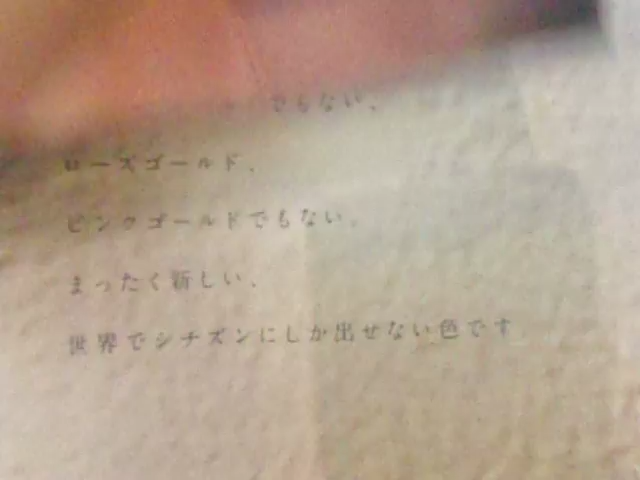 でもない、
ローズゴールド、
ピンクゴールドでもない。
まったく新しい、
世界でシチズンにしか出せない色です